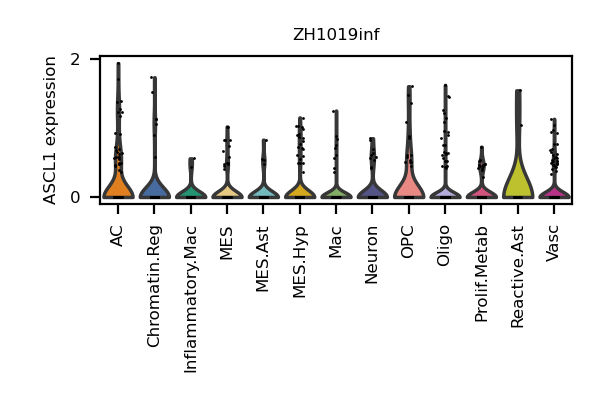 ZH1019inf
ASCL1 expression
2
0
AC
Chromatin.Reg
Inflammatory.Mac
MES
MES.Ast
MES.Hyp
Mac
Neuron
OPC
Oligo
Prolif.Metab
Reactive.Ast
Vasc